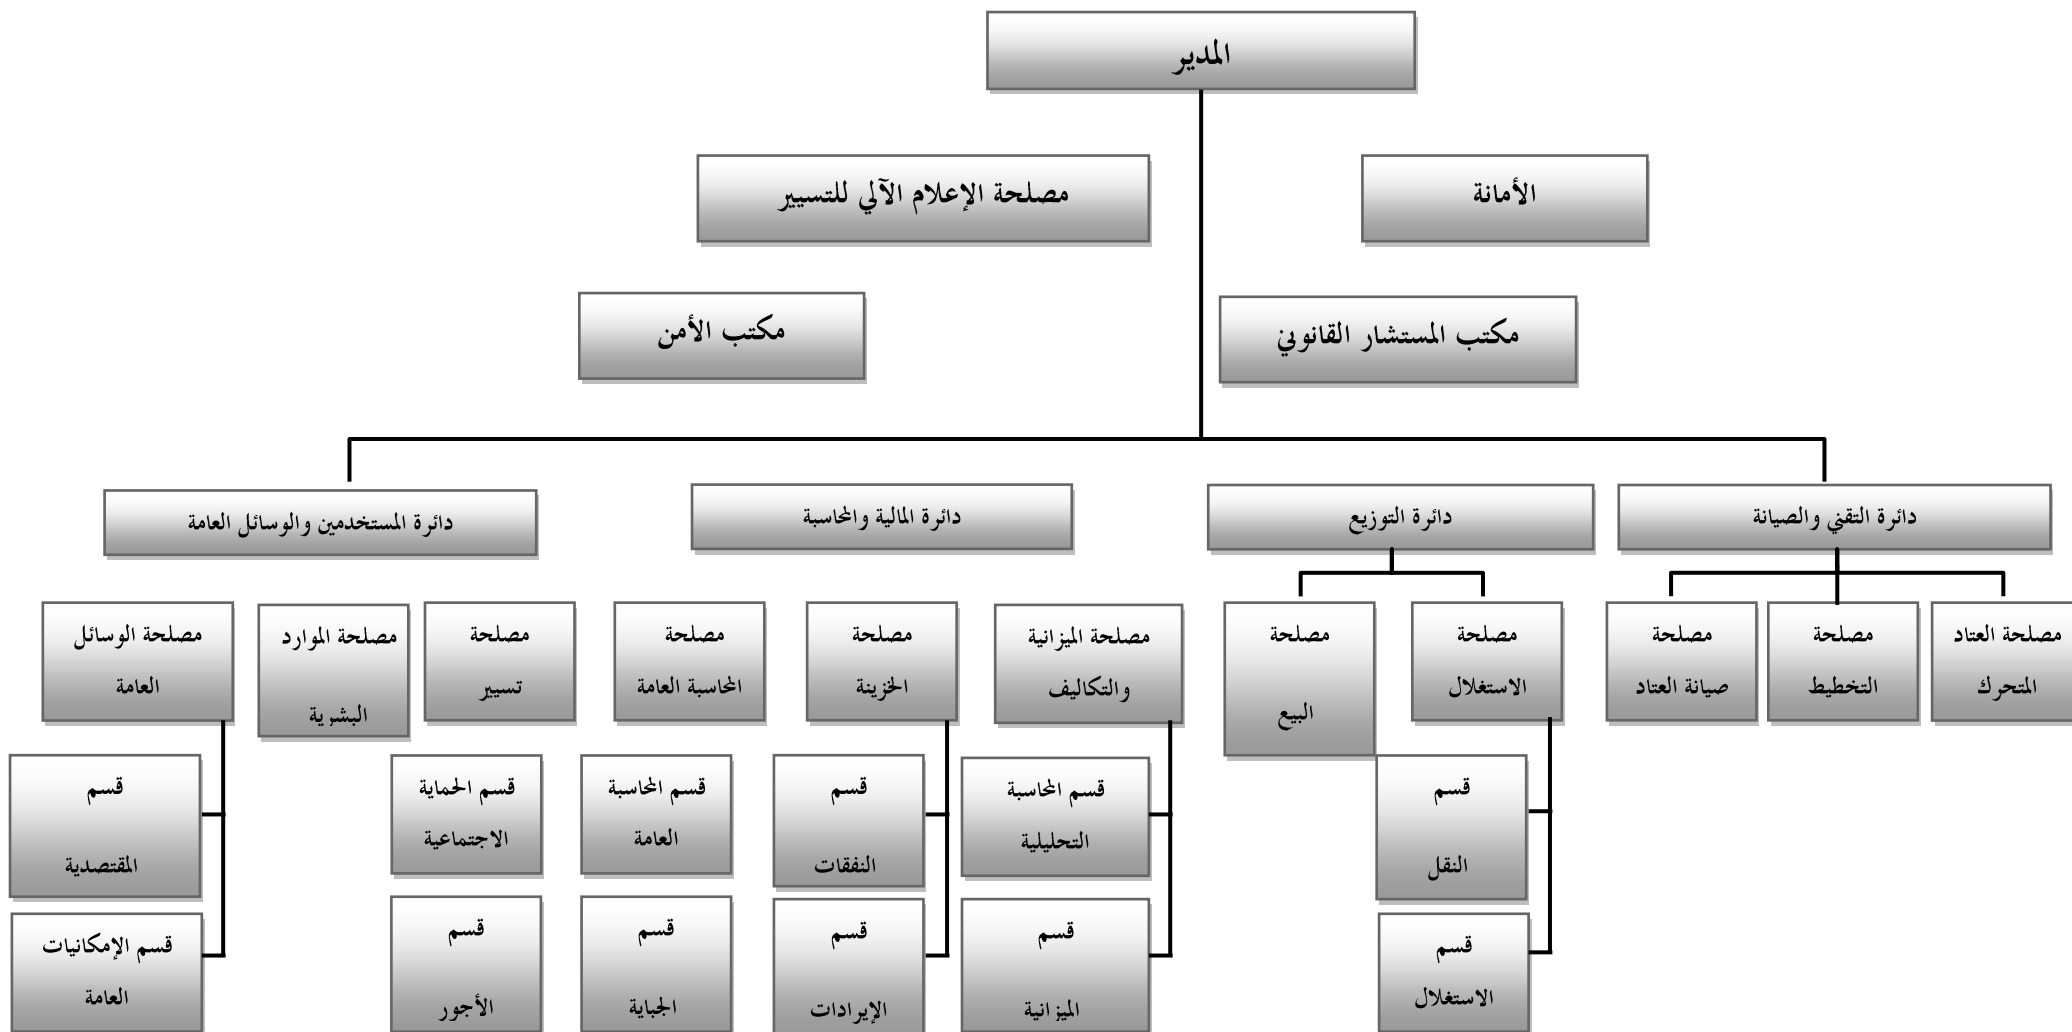 المدير
الأمانة
مصلحة الإعلام الآلي للتسيير
مكتب المستشار القانوني
مكتب الأمن
دائرة التقني والصيانة
دائرة التوزيع
دائرة المالية والمحاسبة
دائرة المستخدمين والوسائل العامة
مصلحة العتاد
المتحرك
مصلحة
التخطيط
مصلحة
صيانة العتاد
مصلحة
الاستغلال
مصلحة
البيع
مصلحة الميزانية
والتكاليف
مصلحة
الخزينة
مصلحة
المحاسبة العامة
مصلحة
تسيير
مصلحة الموارد
البشرية
مصلحة الوسائل
العامة
قسم
النقل
قسم المحاسبة
التحليلية
قسم
النفقات
قسم المحاسبة
العامة
قسم الحماية
الاجتماعية
قسم
المقتصدية
قسم
الاستغلال
قسم
الميزانية
قسم
الإيرادات
قسم
الجباية
قسم
الأجور
قسم الإمكانيات
العامة